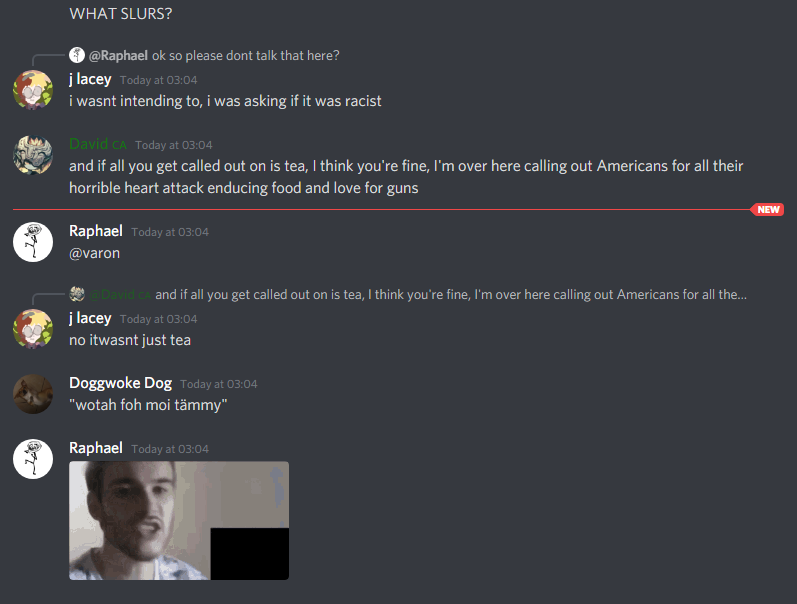 WHAT SLURS?
@Raphael ok so please dont talk that here?
j lacey Today at 03:04
i wasnt intending to, i was asking if it was racist
David CA Today at 03:04
and if all you get called out on is tea, I think you're fine, I'm over here calling out Americans for all their
horrible heart attack enducing food and love for guns
NEW
Raphael Today at 03:04
@varon
@David CA and if all you get called out on is tea, I think you're fine, I'm over here calling out Americans for all the...
j lacey Today at 03:04
no itwasnt just tea
Doggwoke Dog Today at 03:04
"wotah foh moi tämmy"
Raphael Today at 03:04